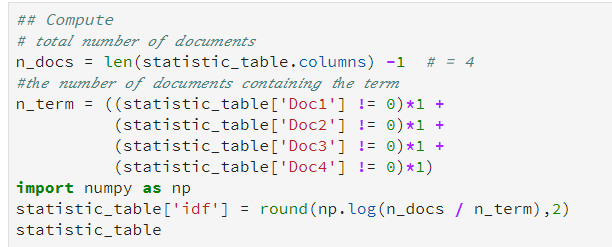 ## Compute
# total number of documents
n_docs = len(statistic_table.columns) -1  # = 4
#the number of documents containing the term
n_term = ((statistic_table['Doc1'] != 0)*1 +
          (statistic_table['Doc2'] != 0)*1 +
          (statistic_table['Doc3'] != 0)*1 +
          (statistic_table['Doc4'] != 0)*1)
import numpy as np
statistic_table['idf'] = round(np.log(n_docs / n_term),2)
statistic_table